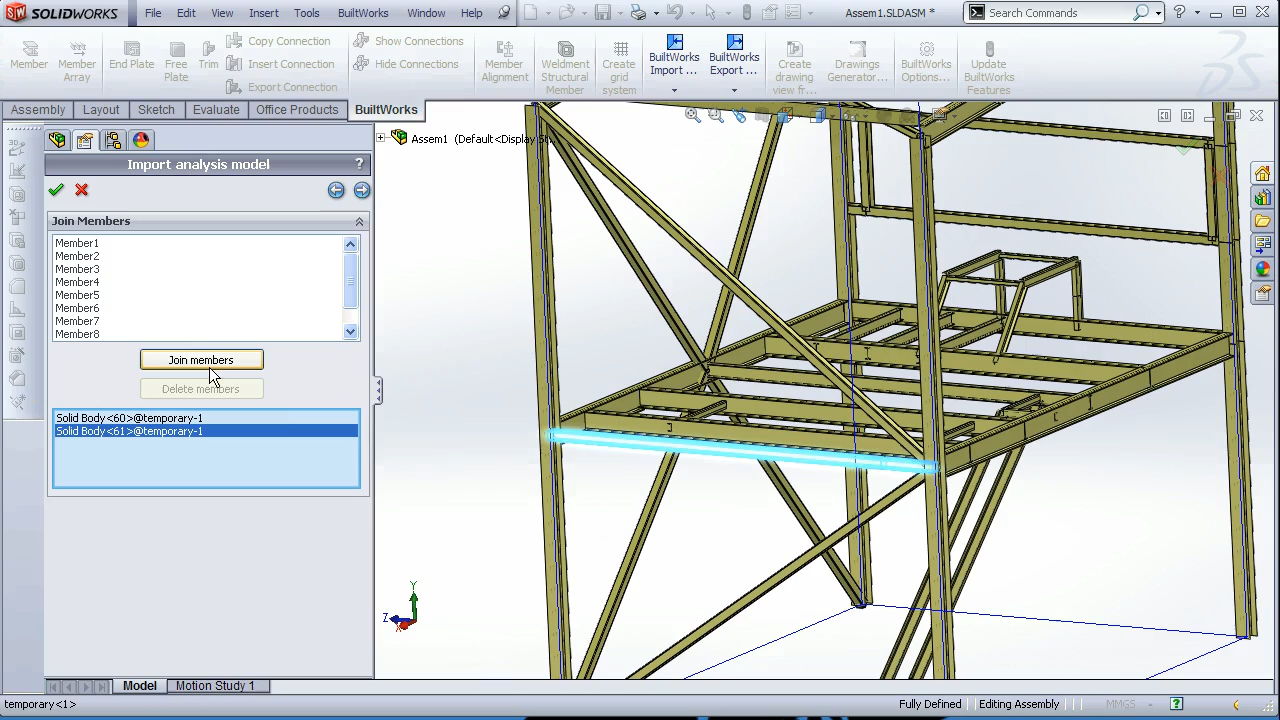 SOLIDWORKS File Edit View Insert Tools BuiltWorks Window Help Assem1.SLDASM * Search Commands
Member
Member Array
End Plate
Free Plate
Trim
Copy Connection
Insert Connection
Export Connection
Show Connections
Hide Connections
Member Alignment
Weldment Structural Member
Create grid system
BuiltWorks Import ...
BuiltWorks Export ...
Create drawing view fr...
Drawings Generator...
BuiltWorks Options...
Update BuiltWorks Features
Assembly Layout Sketch Evaluate Office Products BuiltWorks
Assem1 (Default<Display St
Import analysis model ?
Join Members
Member1
Member2
Member3
Member4
Member5
Member6
Member7
Member8
Join members
Delete members
Solid Body<60>@temporary-1
Solid Body<61>@temporary-1
Y
Z
X
Model Motion Study 1
temporary<1> Fully Defined Editing Assembly MMGS